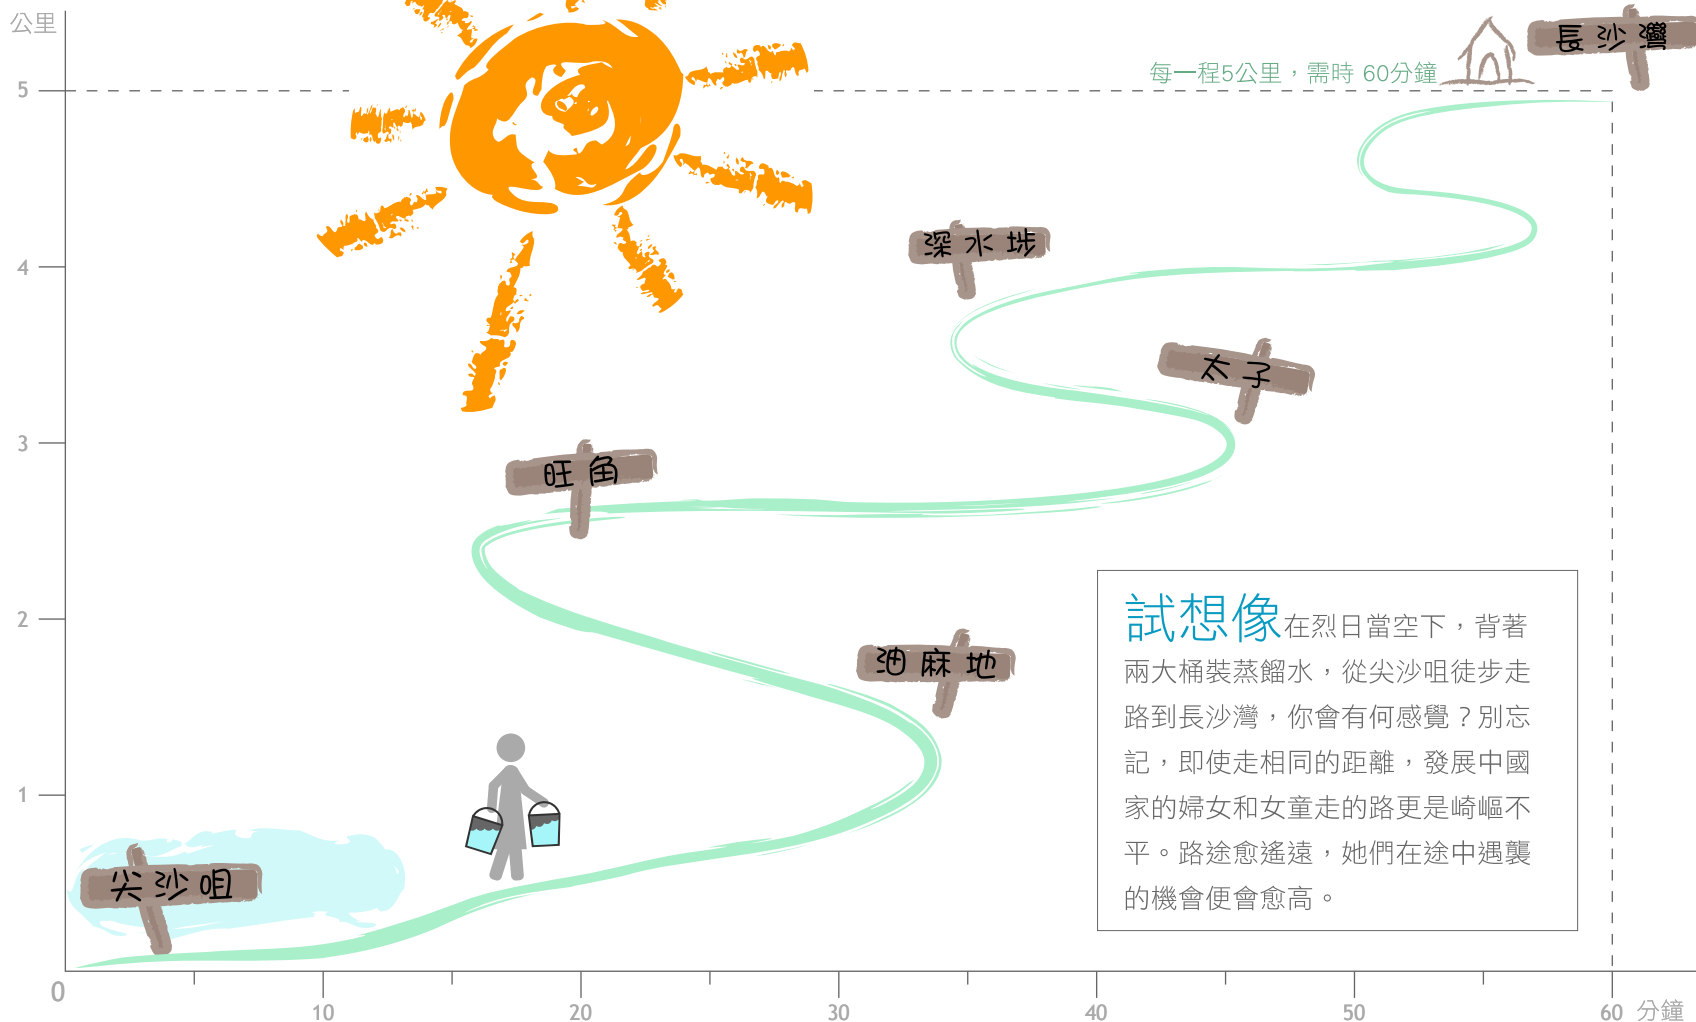 公里
長沙灣
每一程5公里，需時 60分鐘
5
深水埗
4
太子
3
旺角
2
油麻地
試想像在烈日當空下，背著
兩大桶裝蒸餾水，從尖沙咀徒步走
路到長沙灣，你會有何感覺？別忘
記，即使走相同的距離，發展中國
家的婦女和女童走的路更是崎嶇不
平。路途愈遙遠，她們在途中遇襲
的機會便會愈高。
1
尖沙咀
0
10
20
30
40
50
60 分鐘